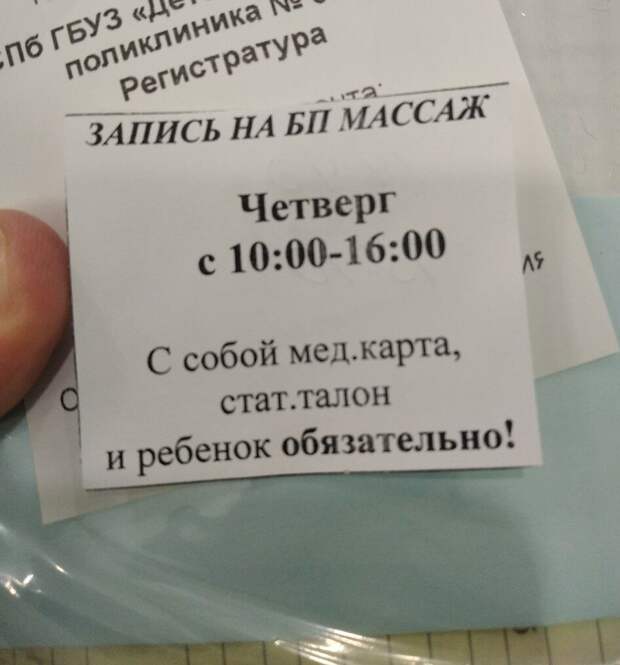 СПб ГБУЗ «Дет
поликлиника №
Регистратура
ЗАПИСЬ НА БП МАССАЖ
Четверг
с 10:00-16:00
С собой мед.карта,
стат.талон
и ребенок обязательно!